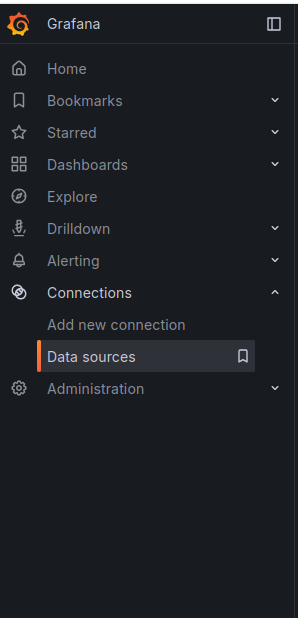 Grafana
Home
Bookmarks
Starred
Dashboards
Explore
Drilldown
Alerting
Connections
Add new connection
Data sources
Administration